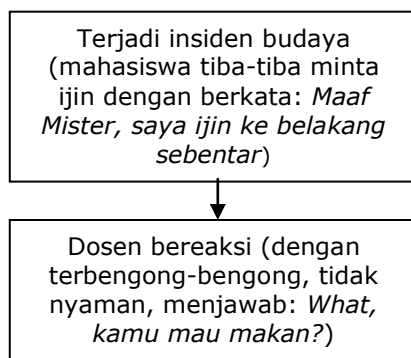 Terjadi insiden budaya
(mahasiswa tiba-tiba minta
ijin dengan berkata: Maaf
Mister, saya ijin ke belakang
sebentar)
Dosen bereaksi (dengan
terbengong-bengong, tidak
nyaman, menjawab: What,
kamu mau makan?)